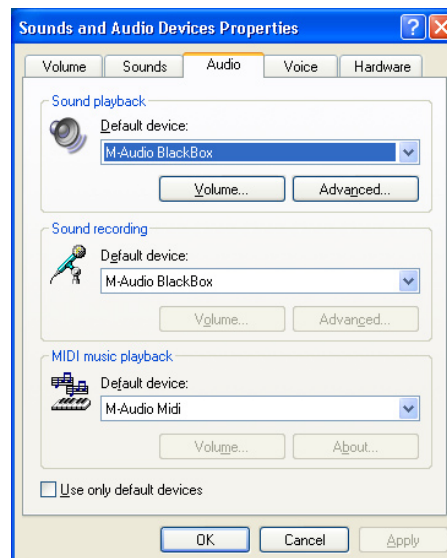 Sounds and Audio Devices Properties
Volume Sounds Audio Voice Hardware
Sound playback
Default device:
M-Audio BlackBox
Volume... Advanced...
Sound recording
Default device:
M-Audio BlackBox
Volume... Advanced...
MIDI music playback
Default device:
M-Audio Midi
Volume... About...
Use only default devices
OK Cancel Apply